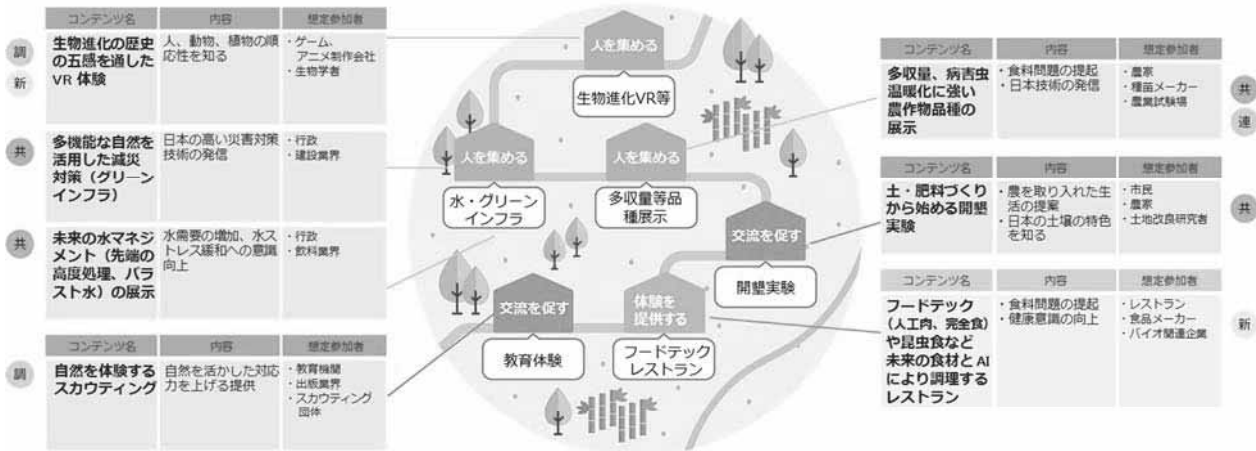 コンテンツ名 内容 想定参加者
調
新
生物進化の歴史
の五感を通した
VR 体験
人、動物、植物の順
応性を知る
・ゲーム、
アニメ制作会社
・生物学者
共
多機能な自然を
活用した減災
対策（グリーン
インフラ）
日本の高い災害対策
技術の発信
・行政
・建設業界
共
未来の水マネジ
メント（先端の
高度処理、バラ
スト水）の展示
水需要の増加、水ス
トレス緩和への意識
向上
・行政
・飲料業界
コンテンツ名 内容 想定参加者
調
自然を体験する
スカウティング
自然を活かした対応
力を上げる提供
・教育機関
・出版業界
・スカウティング
団体
人を集める
生物進化VR等
人を集める
水・グリーン
インフラ
人を集める
多収量等品
種展示
交流を促す
開墾実験
交流を促す
教育体験
体験を
提供する
フードテック
レストラン
コンテンツ名 内容 想定参加者
多収量、病害虫
温暖化に強い
農作物品種の
展示
・食料問題の提起
・日本技術の発信
・農家
・種苗メーカー
・農業試験場
共
連
コンテンツ名 内容 想定参加者
土・肥料づくり
から始める開墾
実験
・農を取り入れた生
活の提案
・日本の土壌の特色
を知る
・市民
・農家
・土地改良研究者
共
コンテンツ名 内容 想定参加者
フードテック
（人工肉、完全食）
や昆虫食など
未来の食材と AI
により調理する
レストラン
・食料問題の提起
・健康意識の向上
・レストラン
・食品メーカー
・バイオ関連企業
新